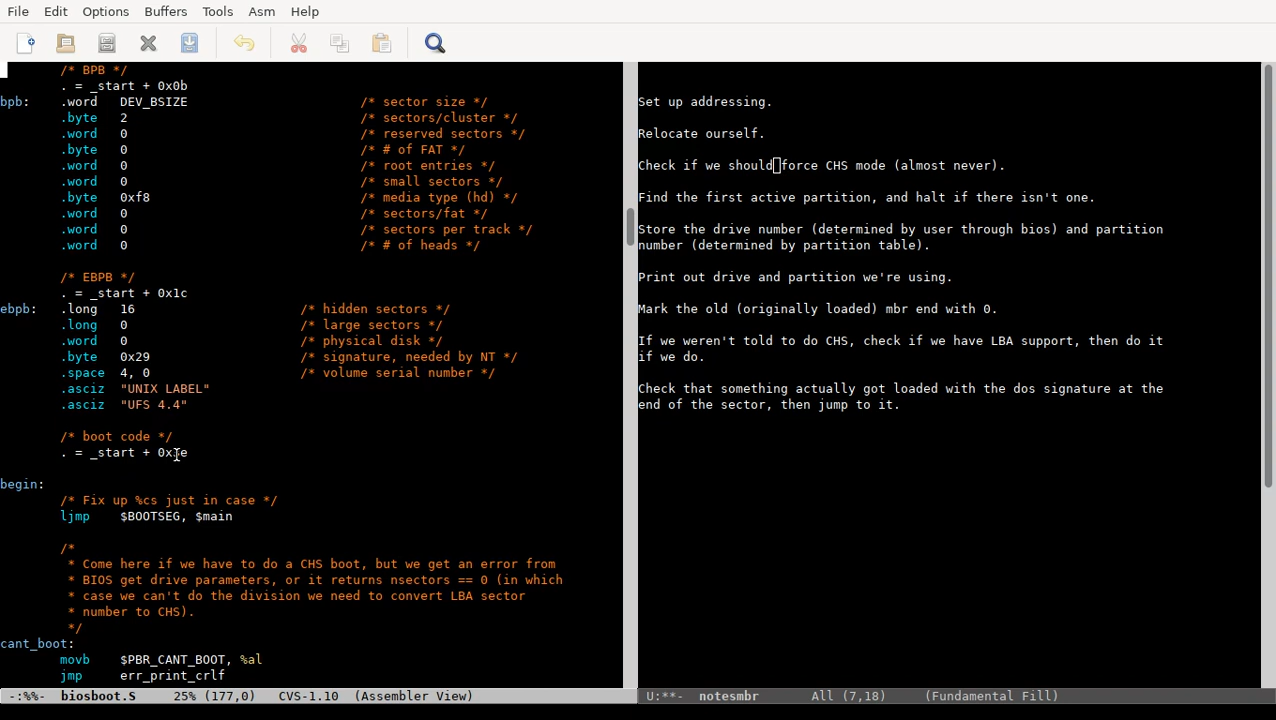 File Edit Options Buffers Tools Asm Help
/* BPB */
. = _start + 0x0b
bpb: .word DEV_BSIZE /* sector size */
.byte 2 /* sectors/cluster */
.word 0 /* reserved sectors */
.byte 0 /* # of FAT */
.word 0 /* root entries */
.word 0 /* small sectors */
.byte 0xf8 /* media type (hd) */
.word 0 /* sectors/fat */
.word 0 /* sectors per track */
.word 0 /* # of heads */
/* EBPB */
. = _start + 0x1c
ebpb: .long 16 /* hidden sectors */
.long 0 /* large sectors */
.word 0 /* physical disk */
.byte 0x29 /* signature, needed by NT */
.space 4, 0 /* volume serial number */
.asciz "UNIX LABEL"
.asciz "UFS 4.4"
/* boot code */
. = _start +
begin:
/* Fix up %cs just in case */
ljmp $BOOTSEG, $main
/*
* Come here if we have to do a CHS boot, but we get an error from
* BIOS get drive parameters, or it returns nsectors == 0 (in which
* case we can't do the division we need to convert LBA sector
* number to CHS).
*/
cant_boot:
movb $PBR_CANT_BOOT, %al
jmp err_print_crlf
-:%%- biosboot.S 25% (177,0) CVS-1.10 (Assembler View)
Set up addressing.
Relocate ourself.
Check if we should force CHS mode (almost never).
Find the first active partition, and halt if there isn't one.
Store the drive number (determined by user through bios) and partition
number (determined by partition table).
Print out drive and partition we're using.
Mark the old (originally loaded) mbr end with 0.
If we weren't told to do CHS, check if we have LBA support, then do it
if we do.
Check that something actually got loaded with the dos signature at the
end of the sector, then jump to it.
U:**- notesmbr All (7,18) (Fundamental Fill)